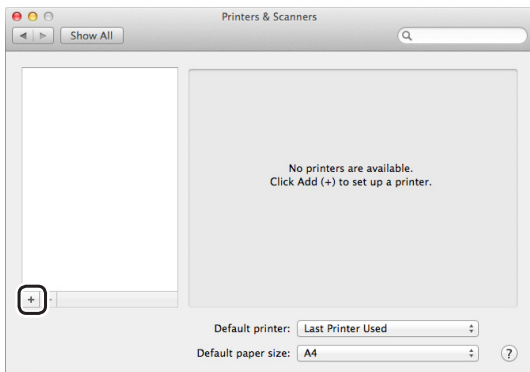 Printers & Scanners
Show All
No printers are available.
Click Add (+) to set up a printer.
+ -
Default printer: Last Printer Used
Default paper size: A4 ?